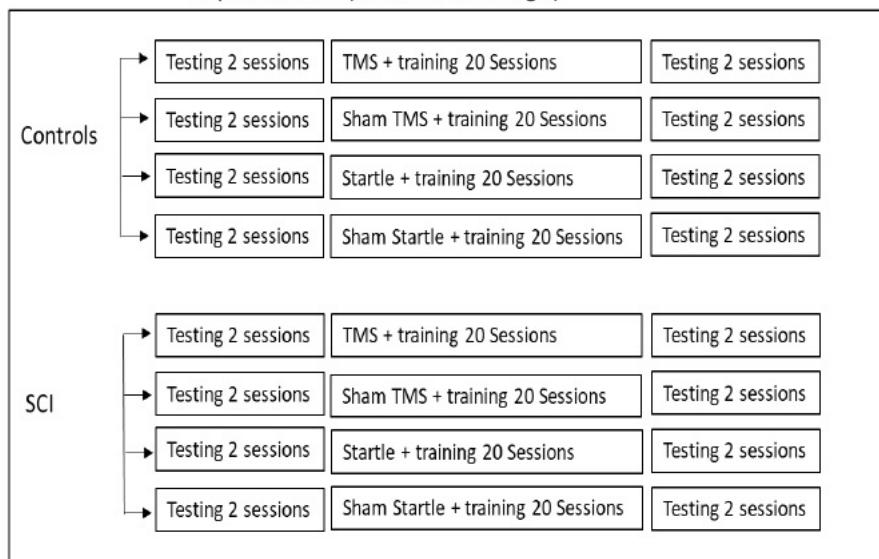 Controls
Testing 2 sessions TMS + training 20 Sessions Testing 2 sessions
Testing 2 sessions Sham TMS + training 20 Sessions Testing 2 sessions
Testing 2 sessions Startle + training 20 Sessions Testing 2 sessions
Testing 2 sessions Sham Startle + training 20 Sessions Testing 2 sessions
SCI
Testing 2 sessions TMS + training 20 Sessions Testing 2 sessions
Testing 2 sessions Sham TMS + training 20 Sessions Testing 2 sessions
Testing 2 sessions Startle + training 20 Sessions Testing 2 sessions
Testing 2 sessions Sham Startle + training 20 Sessions Testing 2 sessions